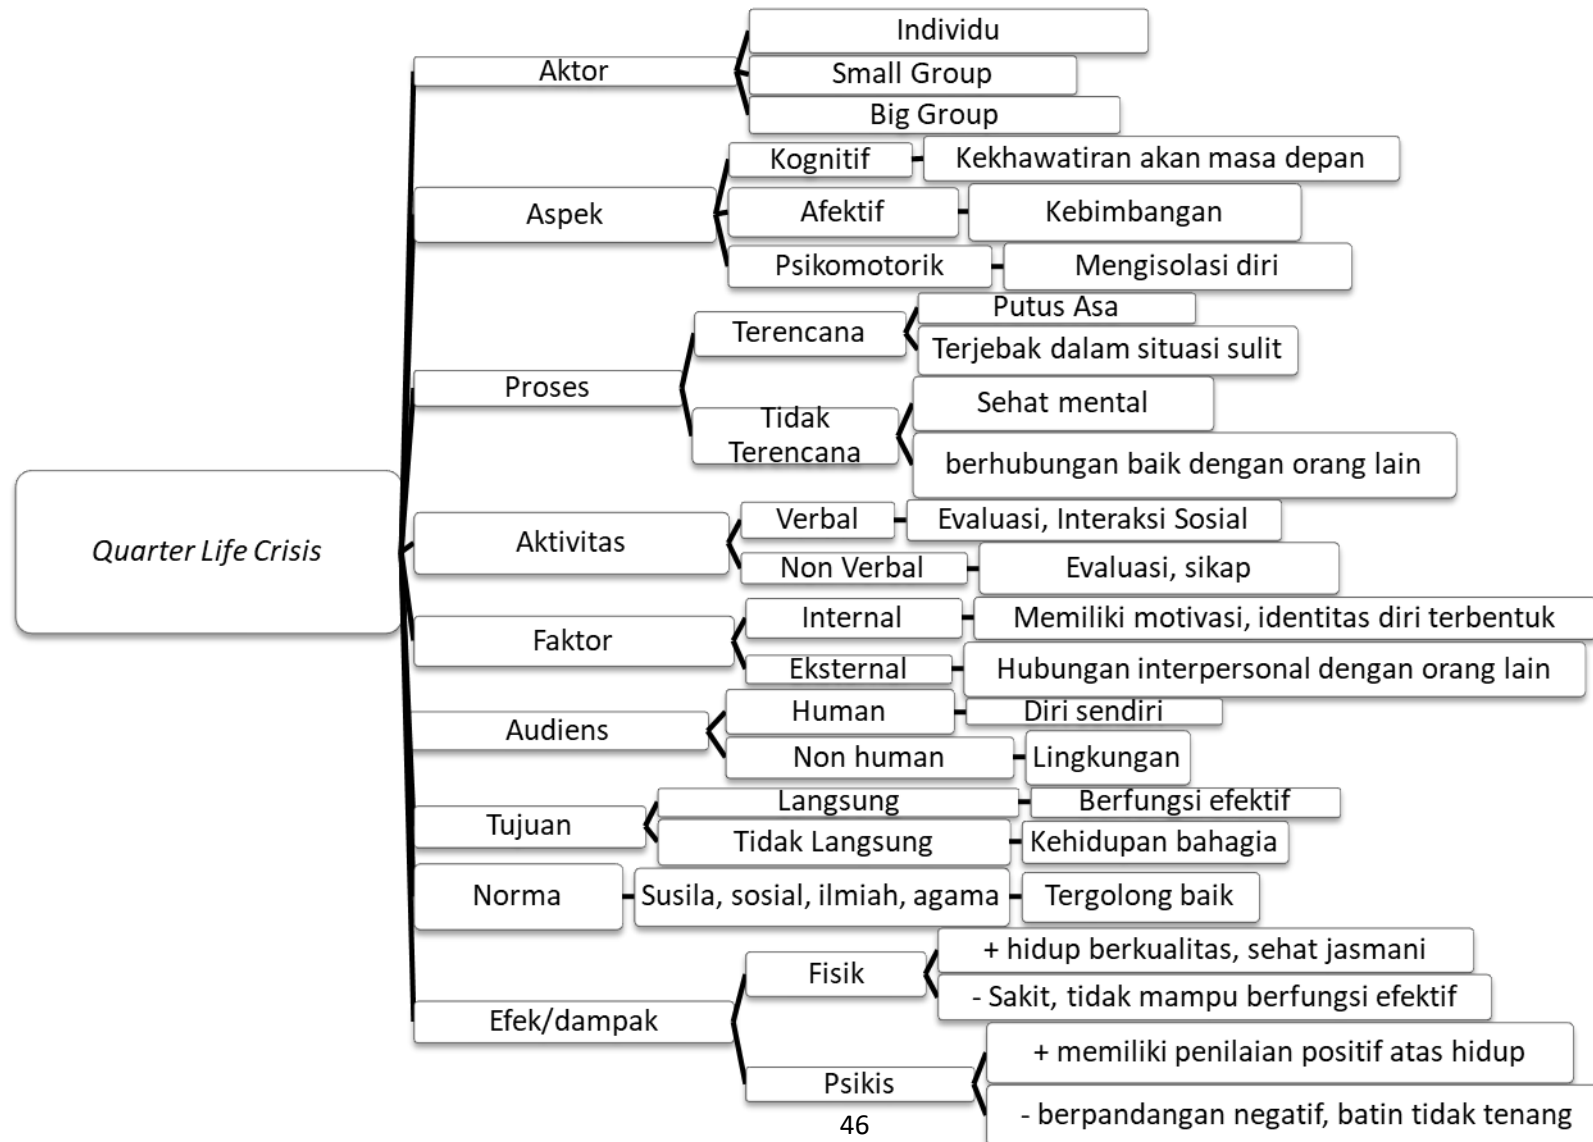 Quarter Life Crisis
Aktor
Individu
Small Group
Big Group
Aspek
Kognitif
Kekhawatiran akan masa depan
Afektif
Kebimbangan
Psikomotorik
Mengisolasi diri
Proses
Terencana
Putus Asa
Terjebak dalam situasi sulit
Tidak
Terencana
Sehat mental
berhubungan baik dengan orang lain
Aktivitas
Verbal
Evaluasi, Interaksi Sosial
Non Verbal
Evaluasi, sikap
Faktor
Internal
Memiliki motivasi, identitas diri terbentuk
Eksternal
Hubungan interpersonal dengan orang lain
Audiens
Human
Diri sendiri
Non human
Lingkungan
Tujuan
Langsung
Berfungsi efektif
Tidak Langsung
Kehidupan bahagia
Norma
Susila, sosial, ilmiah, agama
Tergolong baik
Efek/dampak
Fisik
+ hidup berkualitas, sehat jasmani
- Sakit, tidak mampu berfungsi efektif
Psikis
+ memiliki penilaian positif atas hidup
- berpandangan negatif, batin tidak tenang
46